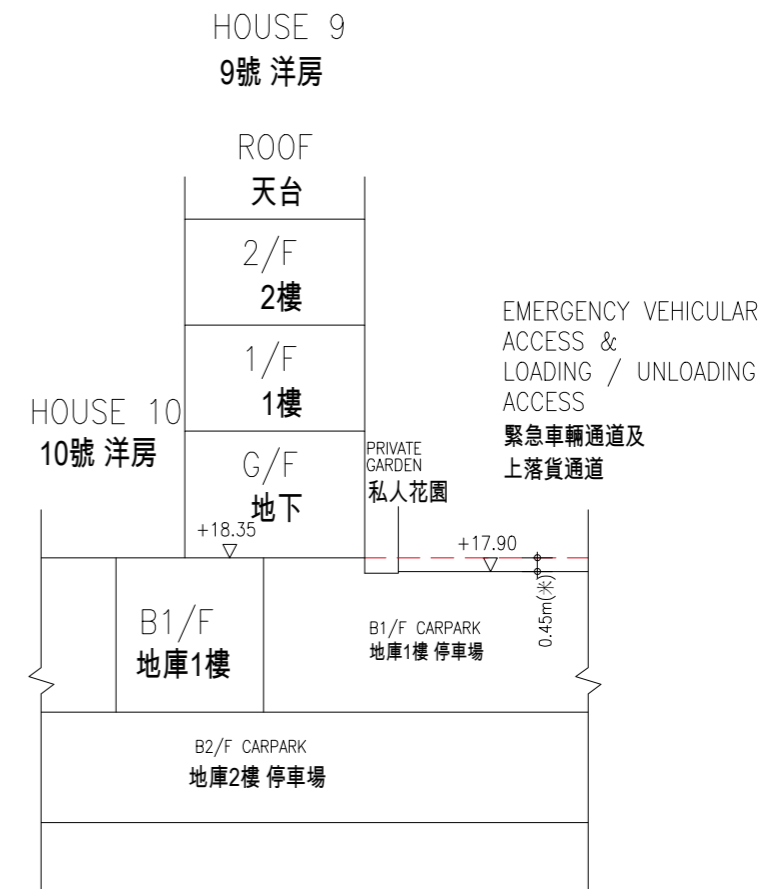 HOUSE 9
9號 洋房
ROOF
天台
2/F
2樓
1/F
1樓
EMERGENCY VEHICULAR
ACCESS &
LOADING / UNLOADING
ACCESS
緊急車輛通道及
上落貨通道
HOUSE 10
10號 洋房
G/F
地下
PRIVATE
GARDEN
私人花園
+18.35
+17.90
0.45m(米)
B1/F
地庫1樓
B1/F CARPARK
地庫1樓 停車場
B2/F CARPARK
地庫2樓 停車場